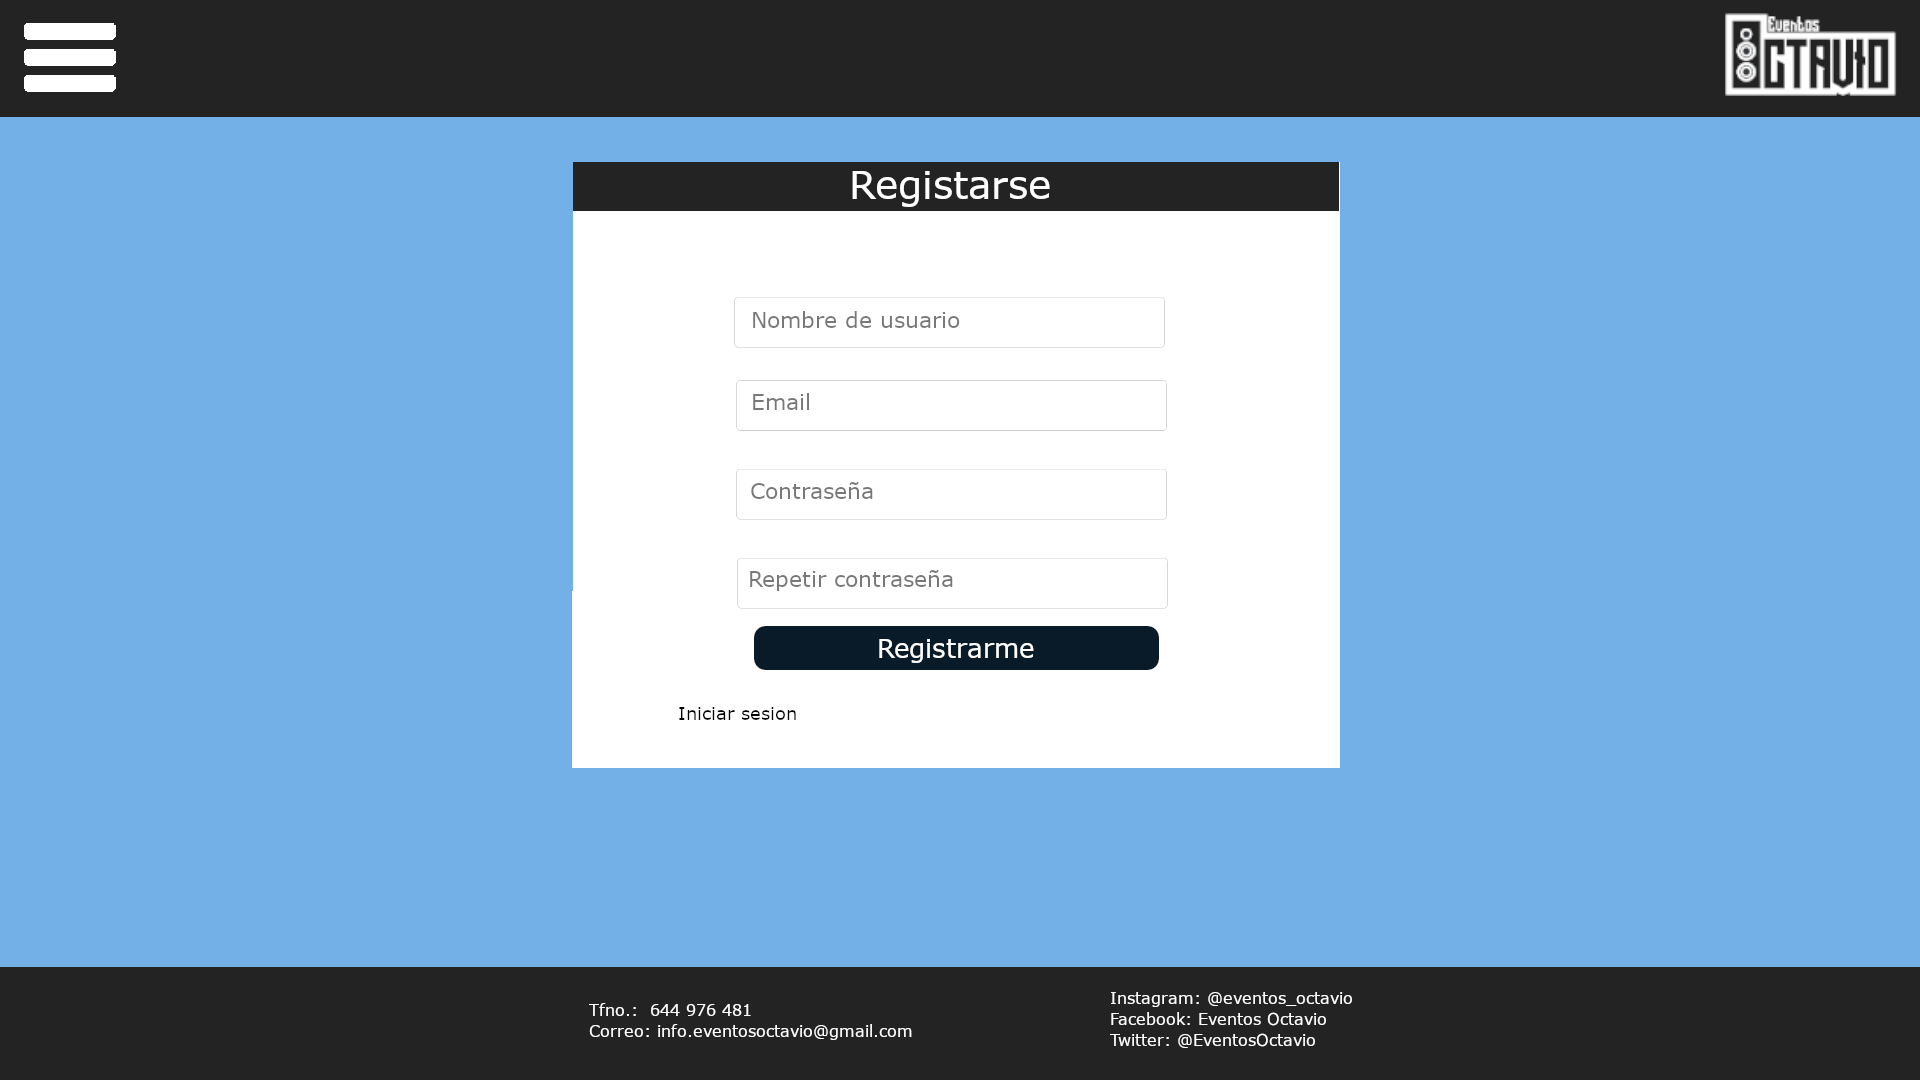 Eventos
OCTAVIO
Registarse
Nombre de usuario
Email
Contraseña
Repetir contraseña
Registrarme
Iniciar sesion
Tfno.:  644 976 481
Correo: info.eventosoctavio@gmail.com
Instagram: @eventos_octavio
Facebook: Eventos Octavio
Twitter: @EventosOctavio